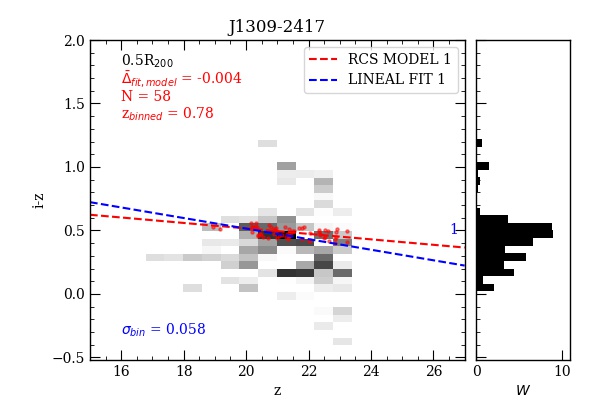 J1309-2417
2.0
1.5
1.0
0.5
0.0
−0.5
i-z
0.5R200
Δ̄fit,model = -0.004
N = 58
zbinned = 0.78
RCS MODEL 1
LINEAL FIT 1
1
σbin = 0.058
16 18 20 22 24 26
z
0 10
W